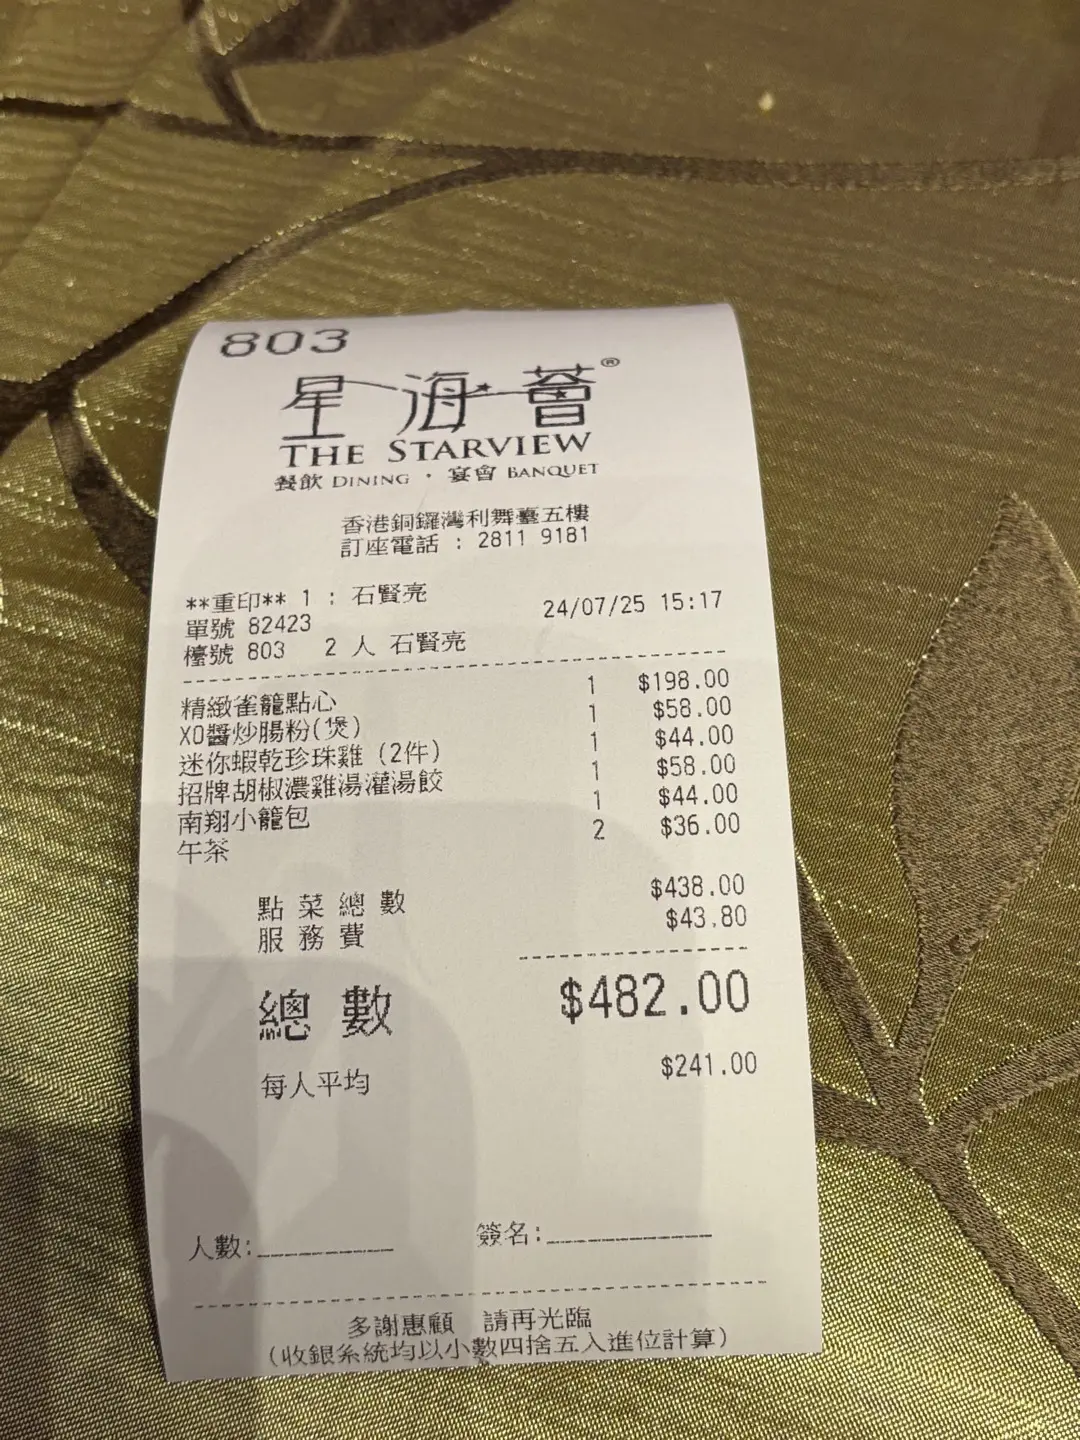 803
星海薈®
THE STARVIEW
餐飲 DINING · 宴會 BANQUET
香港銅鑼灣利舞臺五樓
訂座電話 : 2811 9181
**重印** 1 : 石賢亮
單號 82423 24/07/25 15:17
檯號 803 2 人 石賢亮
精緻雀籠點心 1 $198.00
XO醬炒腸粉(煲) 1 $58.00
迷你蝦乾珍珠雞 (2件) 1 $44.00
招牌胡椒濃雞湯灌湯餃 1 $58.00
南翔小籠包 1 $44.00
午茶 2 $36.00
點菜總數 $438.00
服務費 $43.80
總數 $482.00
每人平均 $241.00
人數: 簽名:
多謝惠顧 請再光臨
(收銀系統均以小數四捨五入進位計算)